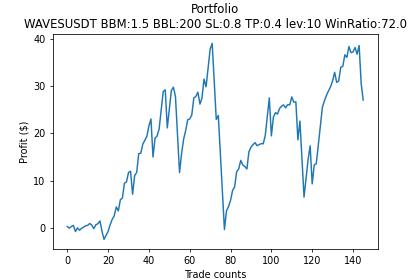 Portfolio
WAVESUSDT BBM:1.5 BBL:200 SL:0.8 TP:0.4 lev:10 WinRatio:72.0
40
30
20
10
0
Profit ($)
0 20 40 60 80 100 120 140
Trade counts